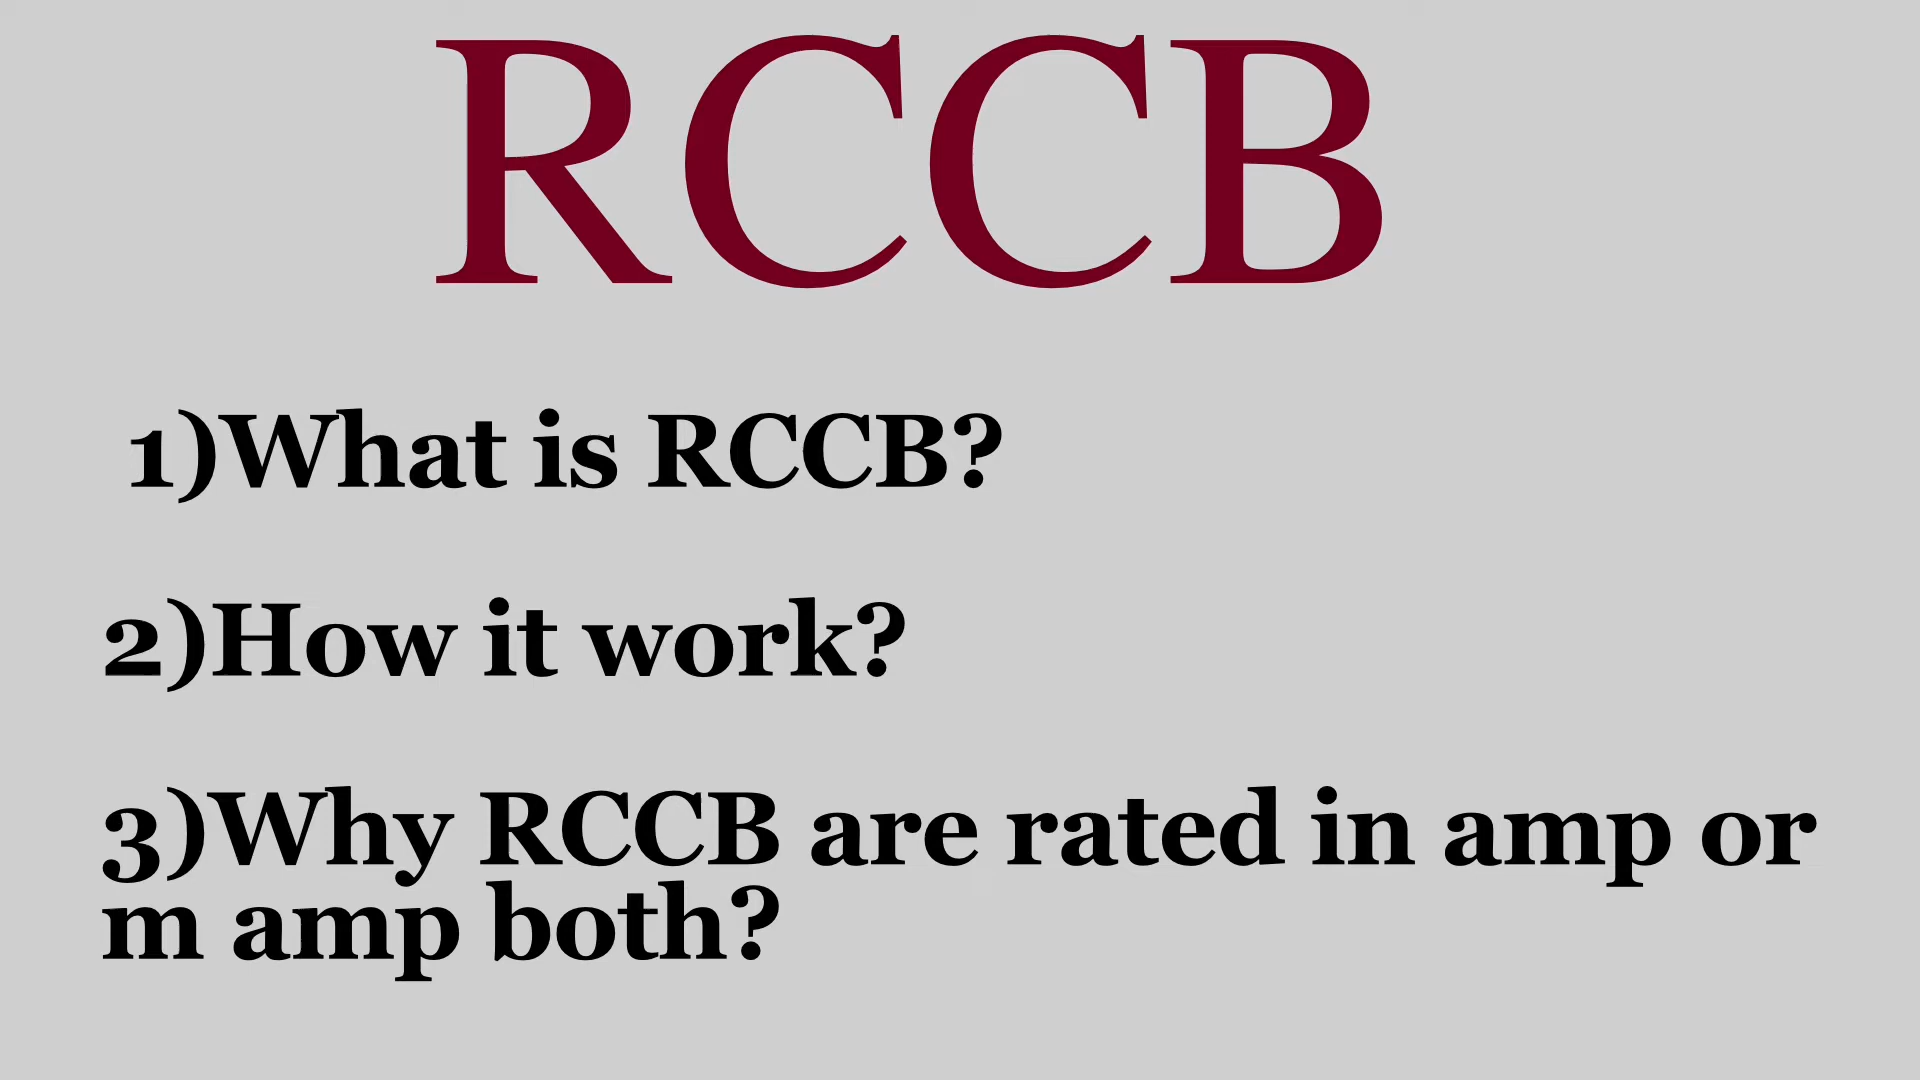 RCCB
1)What is RCCB?
2)How it work?
3)Why RCCB are rated in amp or
m amp both?